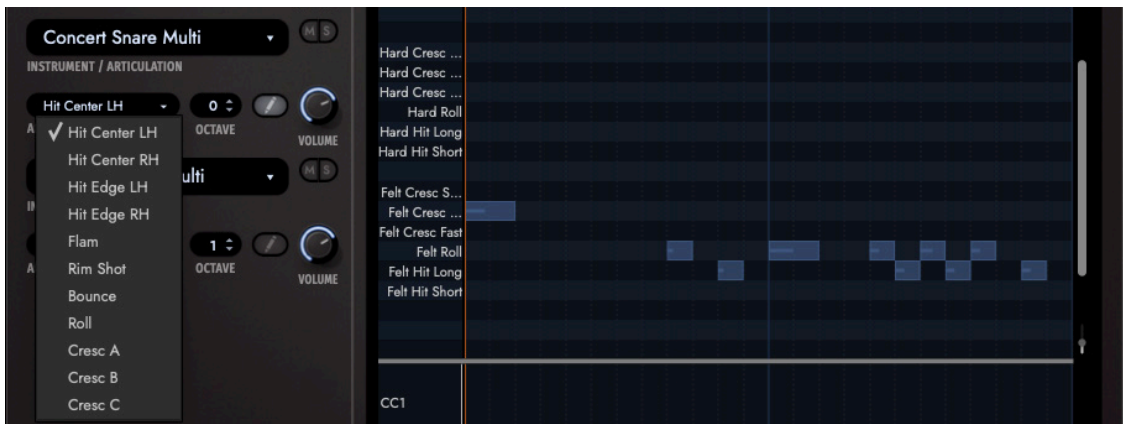 Concert Snare Multi
M S
INSTRUMENT / ARTICULATION
Hit Center LH
0
A
OCTAVE
VOLUME
✓ Hit Center LH
Hit Center RH
Hit Edge LH
Hit Edge RH
Flam
Rim Shot
Bounce
Roll
Cresc A
Cresc B
Cresc C
ulti
M S
IN
1
A
OCTAVE
VOLUME
Hard Cresc ...
Hard Cresc ...
Hard Cresc ...
Hard Roll
Hard Hit Long
Hard Hit Short
Felt Cresc S...
Felt Cresc ...
Felt Cresc Fast
Felt Roll
Felt Hit Long
Felt Hit Short
CC1